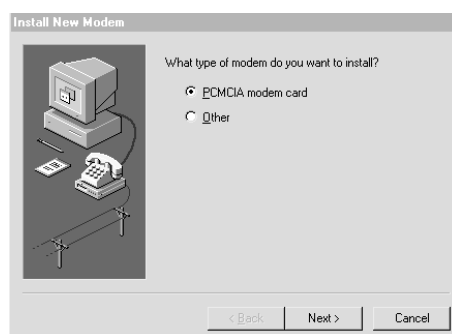 Install New Modem
What type of modem do you want to install?
PCMCIA modem card
Other
< Back
Next >
Cancel